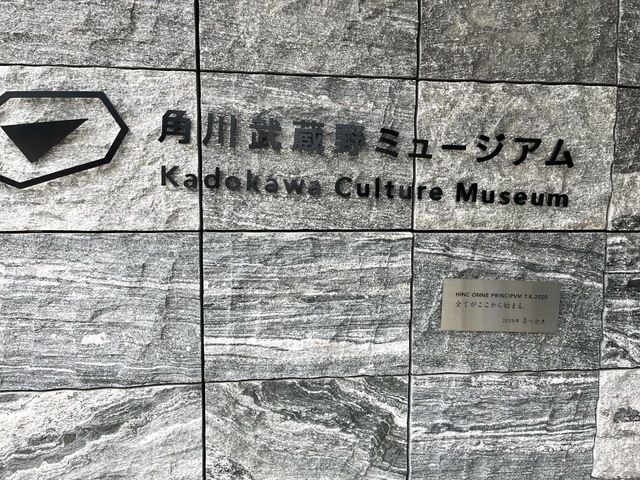 角川武蔵野ミュージアム
Kadokawa Culture Museum
HINC OMNE PRINCIPVM T.K.2020
全てがここから始まる。
2020年